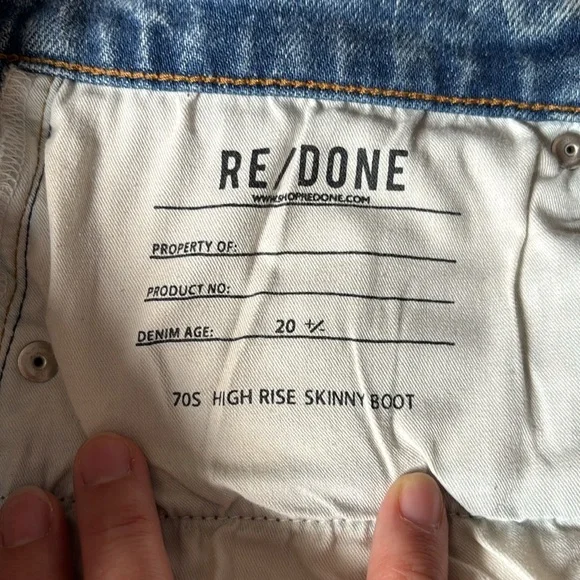 RE/DONE
WWW.SHOPREDONE.COM
PROPERTY OF:
PRODUCT NO:
DENIM AGE: 20 +/-
70S HIGH RISE SKINNY BOOT